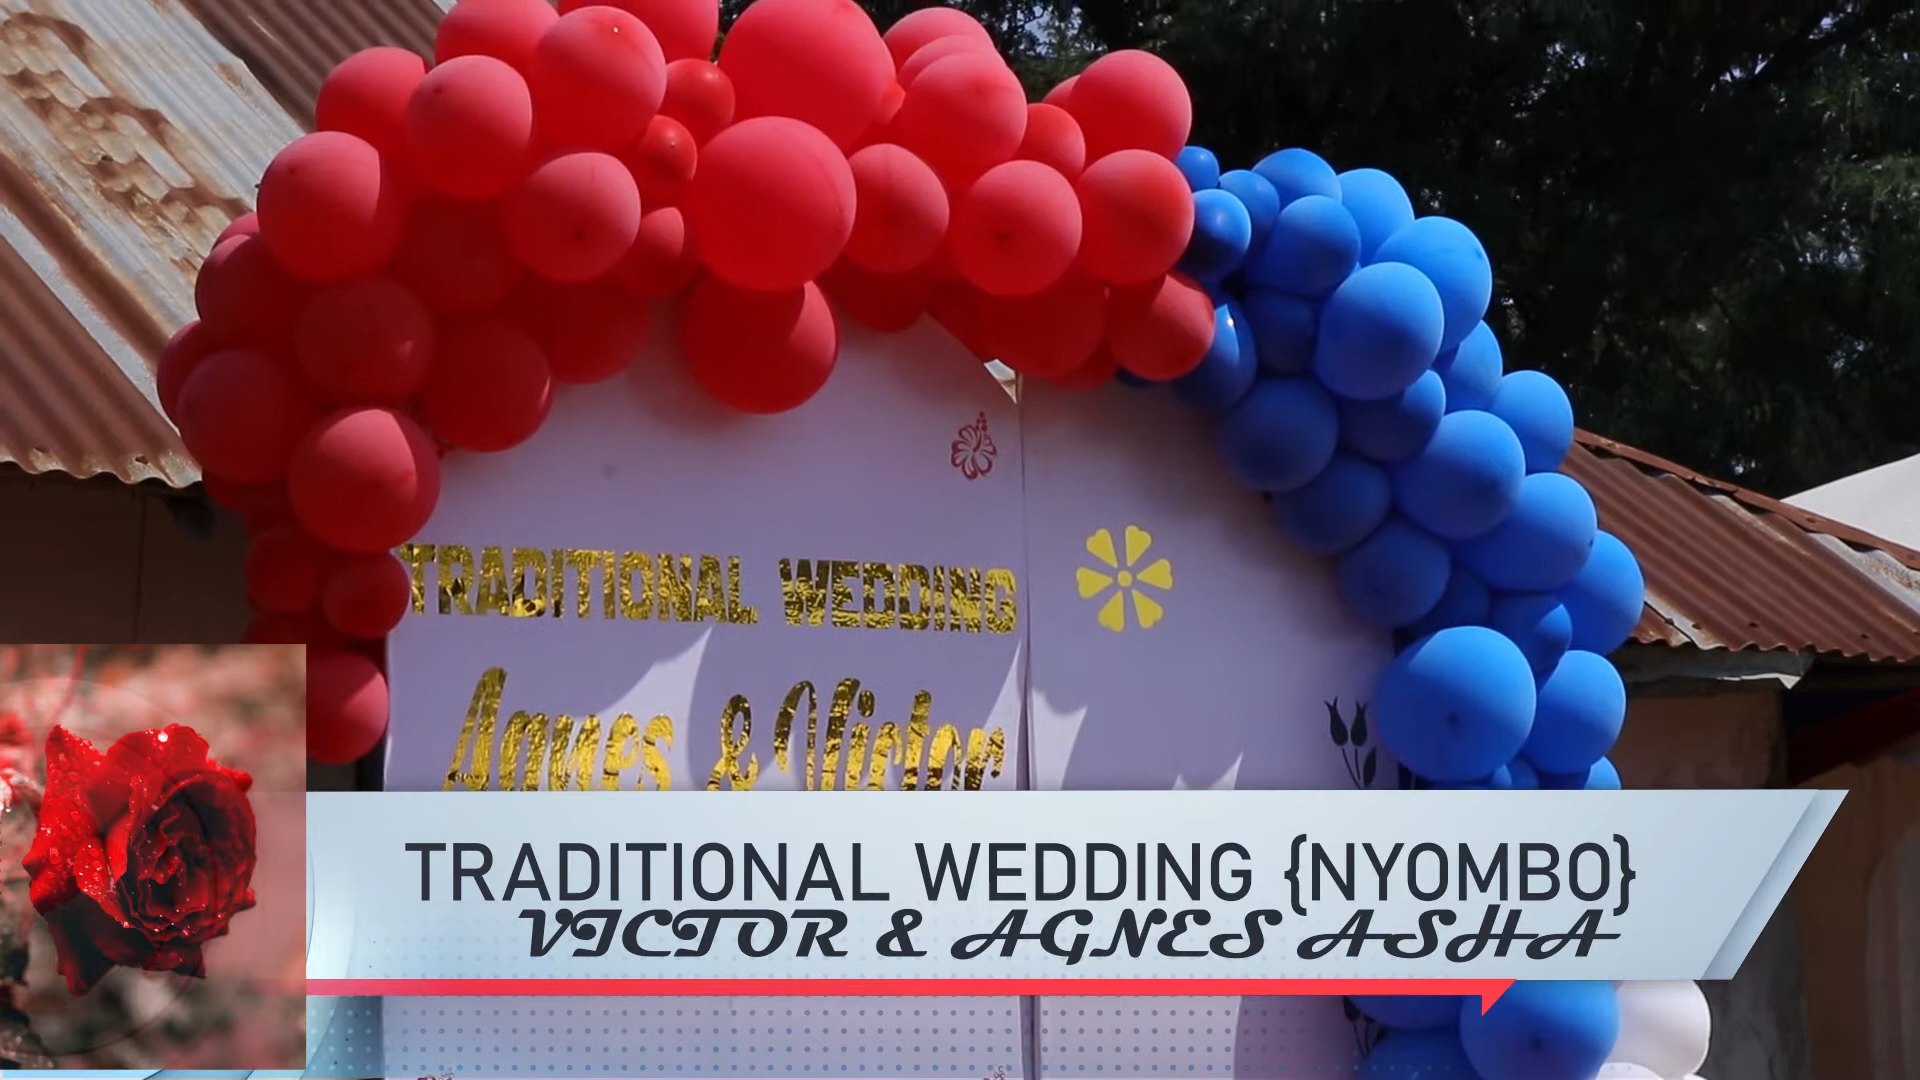 TRADITIONAL WEDDING
Agnes & Victor
TRADITIONAL WEDDING {NYOMBO}
VICTOR & AGNES ASHA